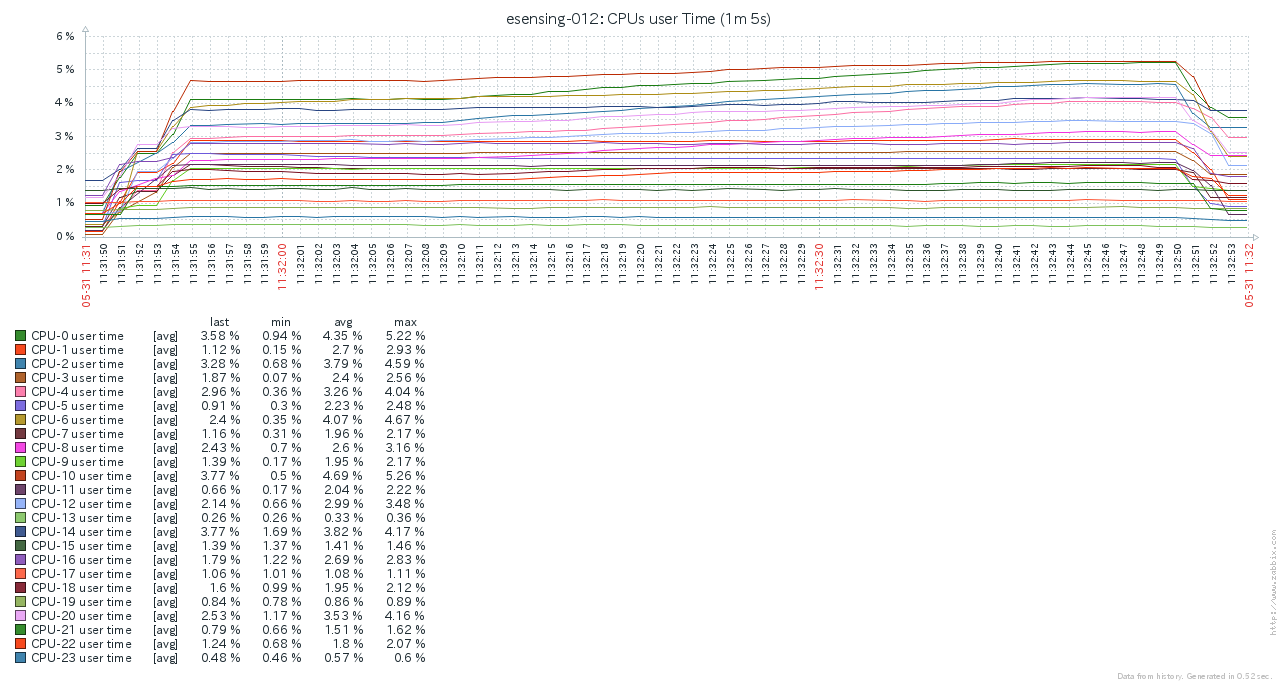 esensing-012: CPUs user Time (1m 5s)
6 %
5 %
4 %
3 %
2 %
1 %
0 %
05-31 11:31
11:31:50
11:31:51
11:31:52
11:31:53
11:31:54
11:31:55
11:31:56
11:31:57
11:31:58
11:31:59
11:32:00
11:32:01
11:32:02
11:32:03
11:32:04
11:32:05
11:32:06
11:32:07
11:32:08
11:32:09
11:32:10
11:32:11
11:32:12
11:32:13
11:32:14
11:32:15
11:32:16
11:32:17
11:32:18
11:32:19
11:32:20
11:32:21
11:32:22
11:32:23
11:32:24
11:32:25
11:32:26
11:32:27
11:32:28
11:32:29
11:32:30
11:32:31
11:32:32
11:32:33
11:32:34
11:32:35
11:32:36
11:32:37
11:32:38
11:32:39
11:32:40
11:32:41
11:32:42
11:32:43
11:32:44
11:32:45
11:32:46
11:32:47
11:32:48
11:32:49
11:32:50
11:32:51
11:32:52
11:32:53
05-31 11:32
last min avg max
CPU-0 user time [avg] 3.58 % 0.94 % 4.35 % 5.22 %
CPU-1 user time [avg] 1.12 % 0.15 % 2.7 % 2.93 %
CPU-2 user time [avg] 3.28 % 0.68 % 3.79 % 4.59 %
CPU-3 user time [avg] 1.87 % 0.07 % 2.4 % 2.56 %
CPU-4 user time [avg] 2.96 % 0.36 % 3.26 % 4.04 %
CPU-5 user time [avg] 0.91 % 0.3 % 2.23 % 2.48 %
CPU-6 user time [avg] 2.4 % 0.35 % 4.07 % 4.67 %
CPU-7 user time [avg] 1.16 % 0.31 % 1.96 % 2.17 %
CPU-8 user time [avg] 2.43 % 0.7 % 2.6 % 3.16 %
CPU-9 user time [avg] 1.39 % 0.17 % 1.95 % 2.17 %
CPU-10 user time [avg] 3.77 % 0.5 % 4.69 % 5.26 %
CPU-11 user time [avg] 0.66 % 0.17 % 2.04 % 2.22 %
CPU-12 user time [avg] 2.14 % 0.66 % 2.99 % 3.48 %
CPU-13 user time [avg] 0.26 % 0.26 % 0.33 % 0.36 %
CPU-14 user time [avg] 3.77 % 1.69 % 3.82 % 4.17 %
CPU-15 user time [avg] 1.39 % 1.37 % 1.41 % 1.46 %
CPU-16 user time [avg] 1.79 % 1.22 % 2.69 % 2.83 %
CPU-17 user time [avg] 1.06 % 1.01 % 1.08 % 1.11 %
CPU-18 user time [avg] 1.6 % 0.99 % 1.95 % 2.12 %
CPU-19 user time [avg] 0.84 % 0.78 % 0.86 % 0.89 %
CPU-20 user time [avg] 2.53 % 1.17 % 3.53 % 4.16 %
CPU-21 user time [avg] 0.79 % 0.66 % 1.51 % 1.62 %
CPU-22 user time [avg] 1.24 % 0.68 % 1.8 % 2.07 %
CPU-23 user time [avg] 0.48 % 0.46 % 0.57 % 0.6 %
http://www.zabbix.com
Data from history. Generated in 0.52 sec.